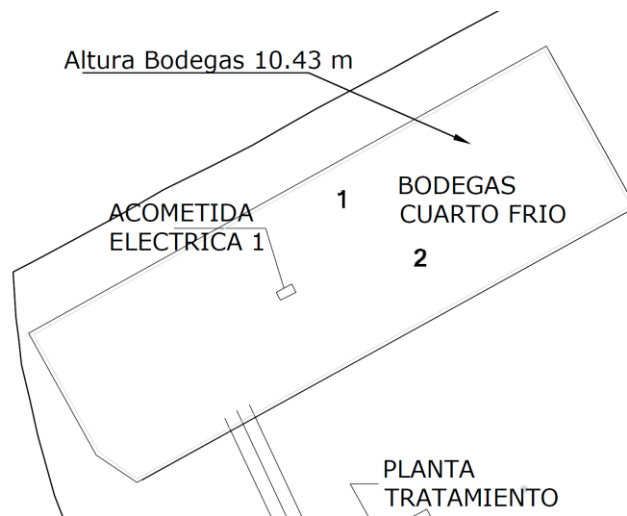 Altura Bodegas 10.43 m
1
BODEGAS
CUARTO FRIO
ACOMETIDA
ELECTRICA 1
2
PLANTA
TRATAMIENTO